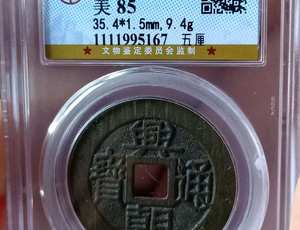 美 85
35.4*1.5mm, 9.4g
1111995167 五厘
★ 文物鉴定委员会监制 ★
興朝通寶